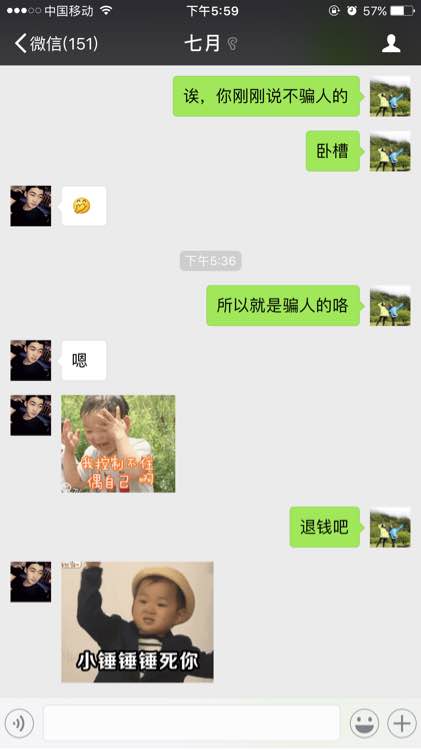 中国移动 下午5:59 57%
微信(151) 七月
诶，你刚刚说不骗人的
卧槽
下午5:36
所以就是骗人的咯
嗯
我控制不住
偶自己
退钱吧
小锤锤锤死你